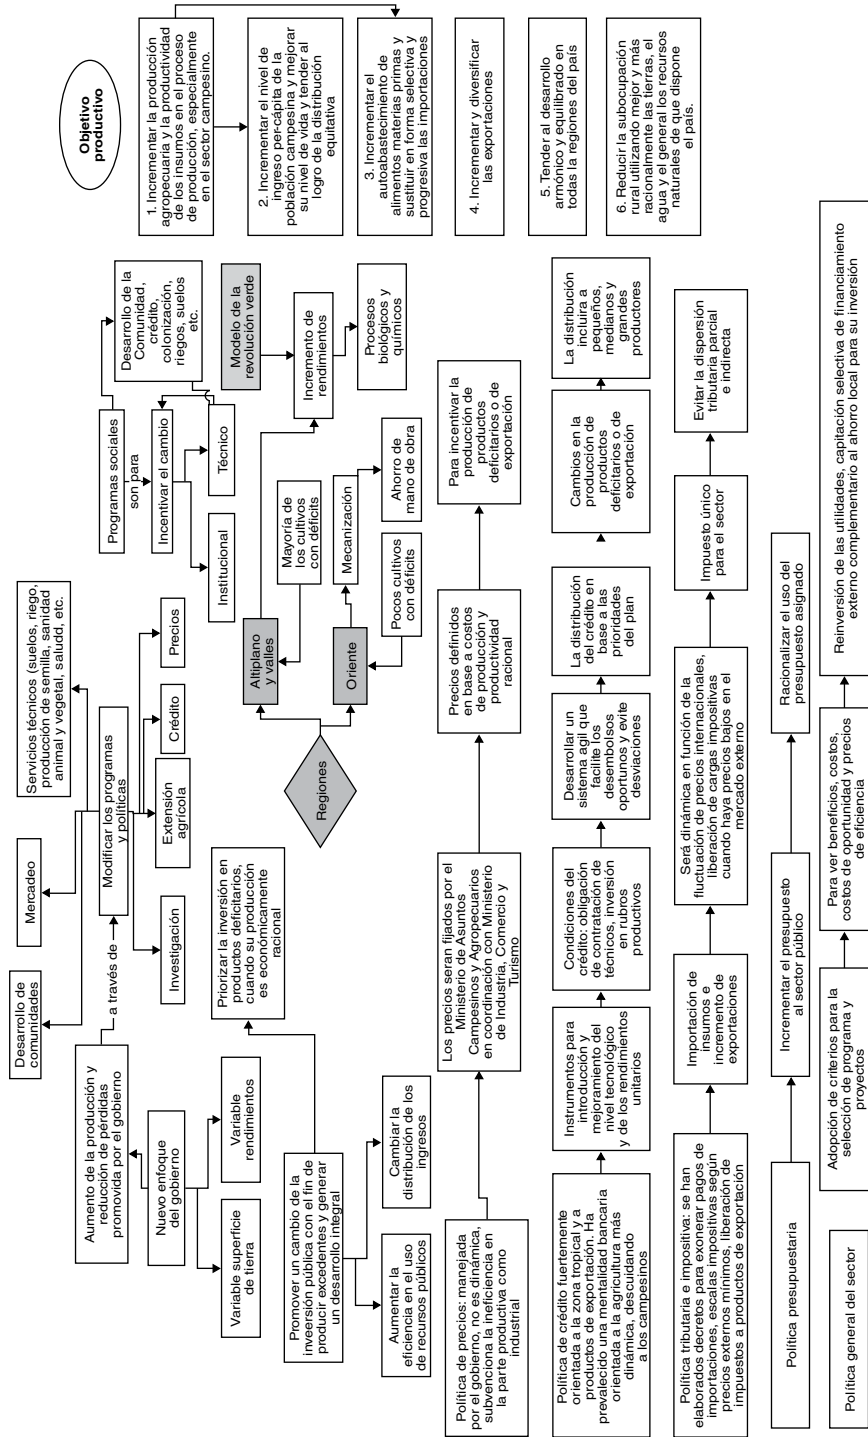 Desarrollo de
comunidades
Mercadeo
Servicios técnicos (suelos, riego,
producción de semilla, sanidad
animal y vegetal, saludd, etc.
Aumento de la producción y
reducción de pérdidas
promovida por el gobierno
a través de
Modificar los programas
y políticas
Nuevo enfoque
del gobierno
Investigación
Extensión
agrícola
Crédito
Precios
Variable superficie
de tierra
Variable
rendimientos
Programas sociales
son para
Desarrollo de la
Comunidad,
crédito,
colonización,
riegos, suelos
etc.
Incentivar el cambio
Institucional
Técnico
Promover un cambio de la
inveersión pública con el fin de
producir excedentes y generar
un desarrollo integral
Priorizar la inversión en
productos deficitarios,
cuando su producción
es económicamente
racional
Aumentar la
eficiencia en el uso
de recursos públicos
Cambiar la
distribución de los
ingresos
Regiones
Altiplano
y valles
Mayoría de
los cultivos
con déficits
Oriente
Pocos cultivos
con déficits
Modelo de la
revolución verde
Incremento de
rendimientos
Procesos
biológicos y
químicos
Mecanización
Ahorro de
mano de obra
Objetivo
productivo
1. Incrementar la producción
agropecuaria y la productividad
de los insumos en el proceso
de producción, especialmente
en el sector campesino.
2. Incrementar el nivel de
ingreso per-cápita de la
población campesina y mejorar
su nivel de vida y tender al
logro de la distribución
equitativa
3. Incrementar el
autoabastecimiento de
alimentos materias primas y
sustituir en forma selectiva y
progresiva las importaciones
4. Incrementar y diversificar
las exportaciones
5. Tender al desarrollo
armónico y equilibrado en
todas la regiones del país
6. Reducir la subocupación
rural utilizando mejor y más
racionalmente las tierras, el
agua y el general los recursos
naturales de que dispone
el país.
Política de precios: manejada
por el gobierno, no es dinámica,
subvenciona la ineficiencia en
la parte productiva como
industrial
Los precios seran fijados por el
Ministerio de Asuntos
Campesinos y Agropecuarios
en coordinación con Ministerio
de Industria, Comercio y
Turismo
Precios definidos
en base a costos
de producción y
productividad
racional
Para incentivar la
producción de
productos
deficitarios o de
exportación
Política de crédito fuertemente
orientada a la zona tropical y a
productos de exportación. Ha
prevalecido una mentalidad bancaria
orientada a la agricultura más
dinámica, descuidando
a los campesinos
Instrumentos para
introducción y
mejoramiento del
nivel tecnológico
y de los rendimientos
unitarios
Condiciones del
crédito: obligación
de contratación de
técnicos, inversión
en rubros
productivos
Desarrollar un
sistema agil que
facilite los
desembolsos
oportunos y evite
desviaciones
La distribución
del crédito en
base a las
prioridades
del plan
Cambios en la
producción de
productos
deficitarios o de
exportación
La distribución
incluira a
pequeños,
medianos y
grandes
productores
Política tributaria e impositiva: se han
elaborados decretos para exonerar pagos de
importaciones, escalas impositivas según
precios externos mínimos, liberación de
impuestos a productos de exportación
Importación de
insumos e
incremento de
exportaciones
Será dinámica en función de la
fluctuación de precios internacionales,
liberación de cargas impositivas
cuando haya precios bajos en el
mercado externo
Impuesto único
para el sector
Evitar la dispersión
tributaria parcial
e indirecta
Política presupuestaria
Incrementar el presupuesto
al sector público
Racionalizar el uso del
presupuesto asignado
Política general del sector
Adopción de criterios para la
selección de programa y
proyectos
Para ver beneficios, costos,
costos de oportunidad y precios
de eficiencia
Reinversión de las utilidades, capitación selectiva de financiamiento
externo complementario al ahorro local para su inversión